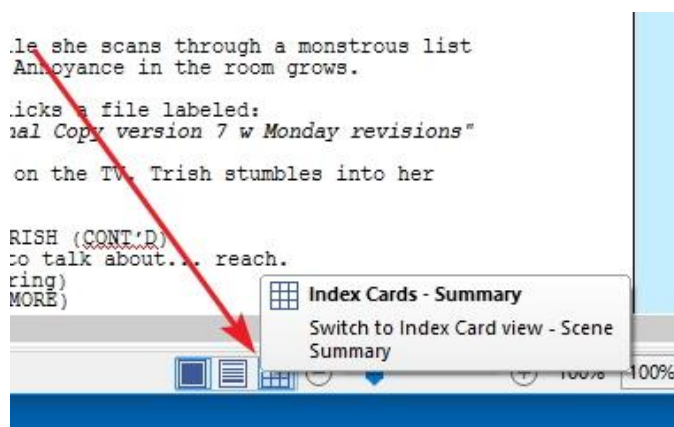 le she scans through a monstrous list
Annoyance in the room grows.
icks a file labeled:
nal Copy version 7 w Monday revisions"
on the TV. Trish stumbles into her
RISH (CONT'D)
to talk about... reach.
ring)
MORE)
Index Cards - Summary
Switch to Index Card view - Scene
Summary
100% 100%